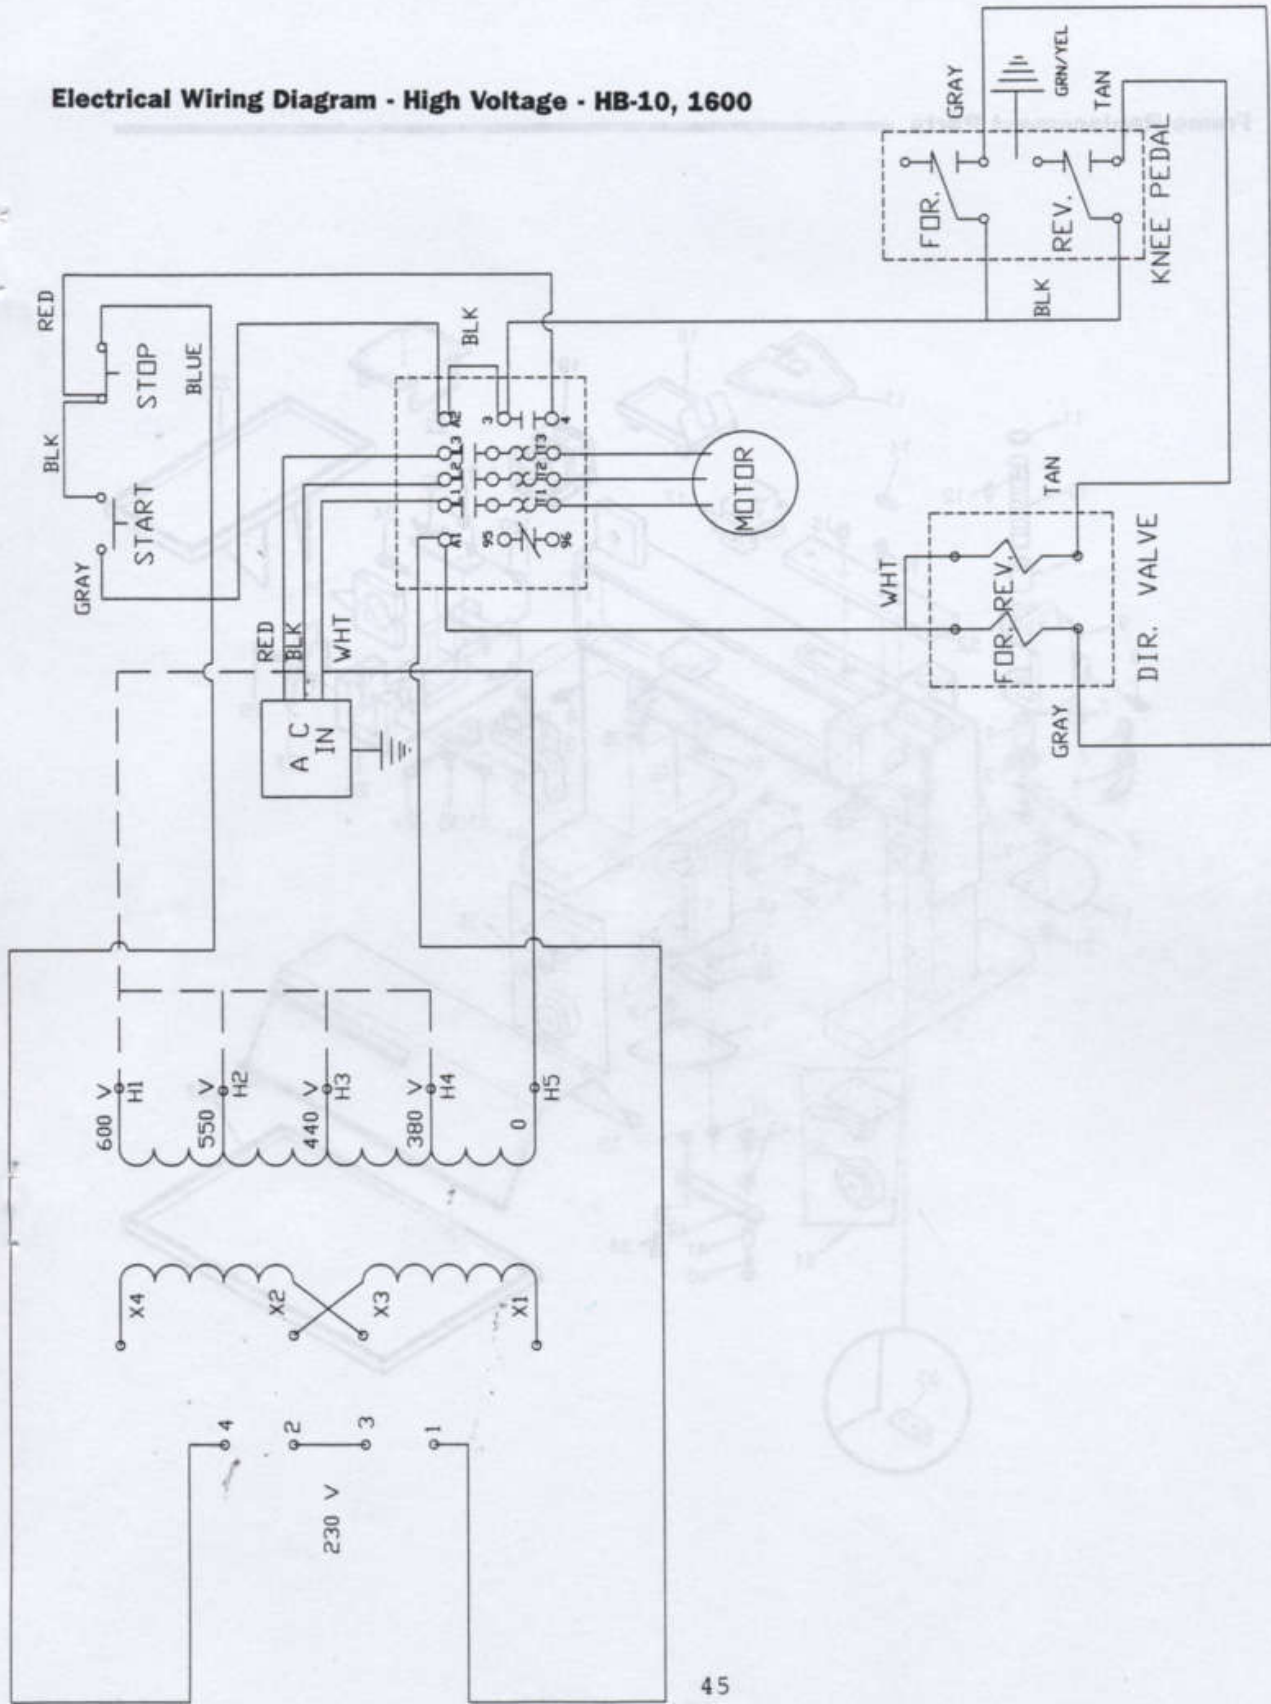 Electrical Wiring Diagram - High Voltage - HB-10, 1600
GRAY
GRN/YEL
TAN
FOR.
REV.
KNEE PEDAL
BLK
RED
STOP
BLUE
BLK
START
GRAY
BLK
A2
3
4
L3
L2
L1
T3
T2
T1
A1
95
96
MOTOR
RED
BLK
WHT
A C
IN
WHT
TAN
FOR.
REV.
DIR. VALVE
GRAY
600 V
H1
550 V
H2
440 V
H3
380 V
H4
0
H5
X4
X2
X3
X1
4
2
3
1
230 V
45